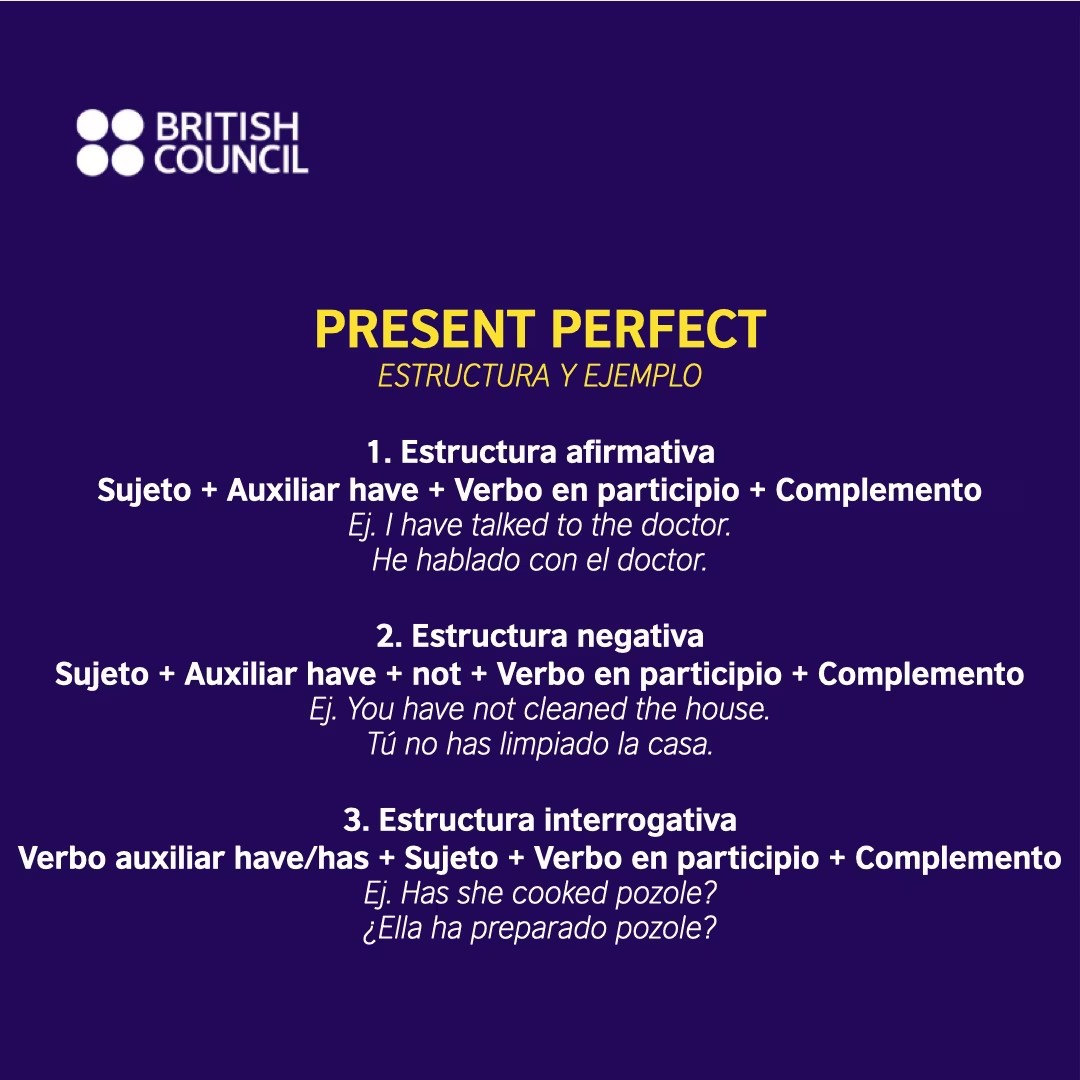 BRITISH
COUNCIL
PRESENT PERFECT
ESTRUCTURA Y EJEMPLO
1. Estructura afirmativa
Sujeto + Auxiliar have + Verbo en participio + Complemento
Ej. I have talked to the doctor.
He hablado con el doctor.
2. Estructura negativa
Sujeto + Auxiliar have + not + Verbo en participio + Complemento
Ej. You have not cleaned the house.
Tú no has limpiado la casa.
3. Estructura interrogativa
Verbo auxiliar have/has + Sujeto + Verbo en participio + Complemento
Ej. Has she cooked pozole?
¿Ella ha preparado pozole?